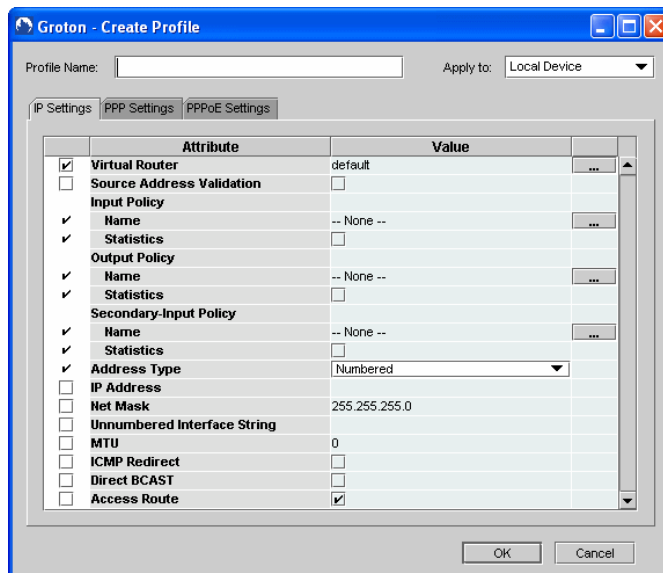 Groton - Create Profile
Profile Name:
Apply to: Local Device
IP Settings PPP Settings PPPoE Settings
Attribute Value
Virtual Router default ...
Source Address Validation
Input Policy
Name -- None -- ...
Statistics
Output Policy
Name -- None -- ...
Statistics
Secondary-Input Policy
Name -- None -- ...
Statistics
Address Type Numbered
IP Address
Net Mask 255.255.255.0
Unnumbered Interface String
MTU 0
ICMP Redirect
Direct BCAST
Access Route
OK Cancel